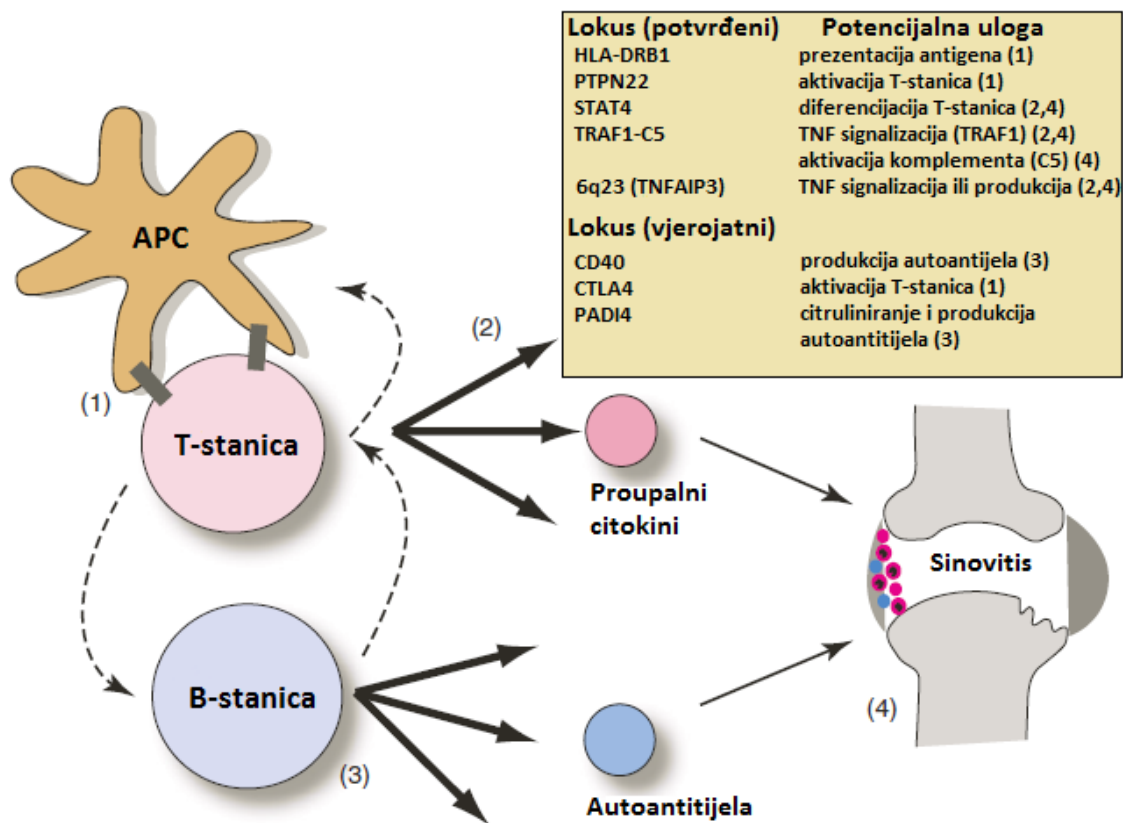 Lokus (potvrđeni) Potencijalna uloga
HLA-DRB1 prezentacija antigena (1)
PTPN22 aktivacija T-stanica (1)
STAT4 diferencijacija T-stanica (2,4)
TRAF1-C5 TNF signalizacija (TRAF1) (2,4)
aktivacija komplementa (C5) (4)
6q23 (TNFAIP3) TNF signalizacija ili produkcija (2,4)
Lokus (vjerojatni)
CD40 produkcija autoantijela (3)
CTLA4 aktivacija T-stanica (1)
PADI4 citruliniranje i produkcija
autoantitijela (3)
APC
(2)
(1)
T-stanica
Proupalni
citokini
Sinovitis
B-stanica
(4)
(3)
Autoantitijela